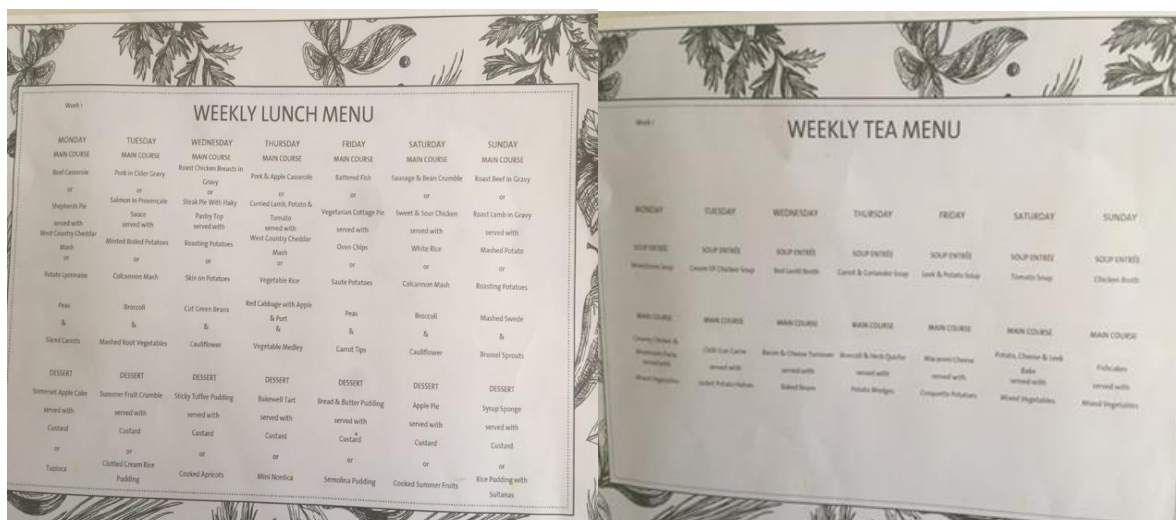 Week 1
WEEKLY LUNCH MENU
MONDAY
MAIN COURSE
Beef Casserole
or
Shepherds Pie
served with
West Country Cheddar
Mash
or
Potato Lyonnaise
Peas
&
Sliced Carrots
DESSERT
Somerset Apple Cake
served with
Custard
or
Tapioca
TUESDAY
MAIN COURSE
Pork in Cider Gravy
or
Salmon in Provençale
Sauce
served with
Minted Boiled Potatoes
or
Colcannon Mash
Broccoli
&
Mashed Root Vegetables
DESSERT
Summer Fruit Crumble
served with
Custard
or
Clotted Cream Rice
Pudding
WEDNESDAY
MAIN COURSE
Roast Chicken Breasts in
Gravy
or
Steak Pie With Flaky
Pastry Top
served with
Roasting Potatoes
or
Skin on Potatoes
Cut Green Beans
&
Cauliflower
DESSERT
Sticky Toffee Pudding
served with
Custard
or
Cooked Apricots
THURSDAY
MAIN COURSE
Pork & Apple Casserole
or
Curried Lamb, Potato &
Tomato
served with
West Country Cheddar
Mash
or
Vegetable Rice
Red Cabbage with Apple
& Port
&
Vegetable Medley
DESSERT
Bakewell Tart
served with
Custard
or
Mini Nordica
FRIDAY
MAIN COURSE
Battered Fish
or
Vegetarian Cottage Pie
served with
Oven Chips
or
Saute Potatoes
Peas
&
Carrot Tips
DESSERT
Bread & Butter Pudding
served with
Custard
or
Semolina Pudding
SATURDAY
MAIN COURSE
Sausage & Bean Crumble
or
Sweet & Sour Chicken
served with
White Rice
or
Colcannon Mash
Broccoli
&
Cauliflower
DESSERT
Apple Pie
served with
Custard
or
Cooked Summer Fruits
SUNDAY
MAIN COURSE
Roast Beef in Gravy
or
Roast Lamb in Gravy
served with
Mashed Potato
or
Roasting Potatoes
Mashed Swede
&
Brussel Sprouts
DESSERT
Syrup Sponge
served with
Custard
or
Rice Pudding with
Sultanas
Week 1
WEEKLY TEA MENU
MONDAY
SOUP ENTRÉE
Minestrone Soup
MAIN COURSE
Creamy Chicken &
Mushroom Pasta
served with
Mixed Vegetables
TUESDAY
SOUP ENTRÉE
Cream Of Chicken Soup
MAIN COURSE
Chilli Con Carne
served with
Jacket Potato Halves
WEDNESDAY
SOUP ENTRÉE
Red Lentil Broth
MAIN COURSE
Bacon & Cheese Turnover
served with
Baked Beans
THURSDAY
SOUP ENTRÉE
Carrot & Coriander Soup
MAIN COURSE
Broccoli & Herb Quiche
served with
Potato Wedges
FRIDAY
SOUP ENTRÉE
Leek & Potato Soup
MAIN COURSE
Macaroni Cheese
served with
Croquette Potatoes
SATURDAY
SOUP ENTRÉE
Tomato Soup
MAIN COURSE
Potato, Cheese & Leek
Bake
served with
Mixed Vegetables
SUNDAY
SOUP ENTRÉE
Chicken Broth
MAIN COURSE
Fishcakes
served with
Mixed Vegetables